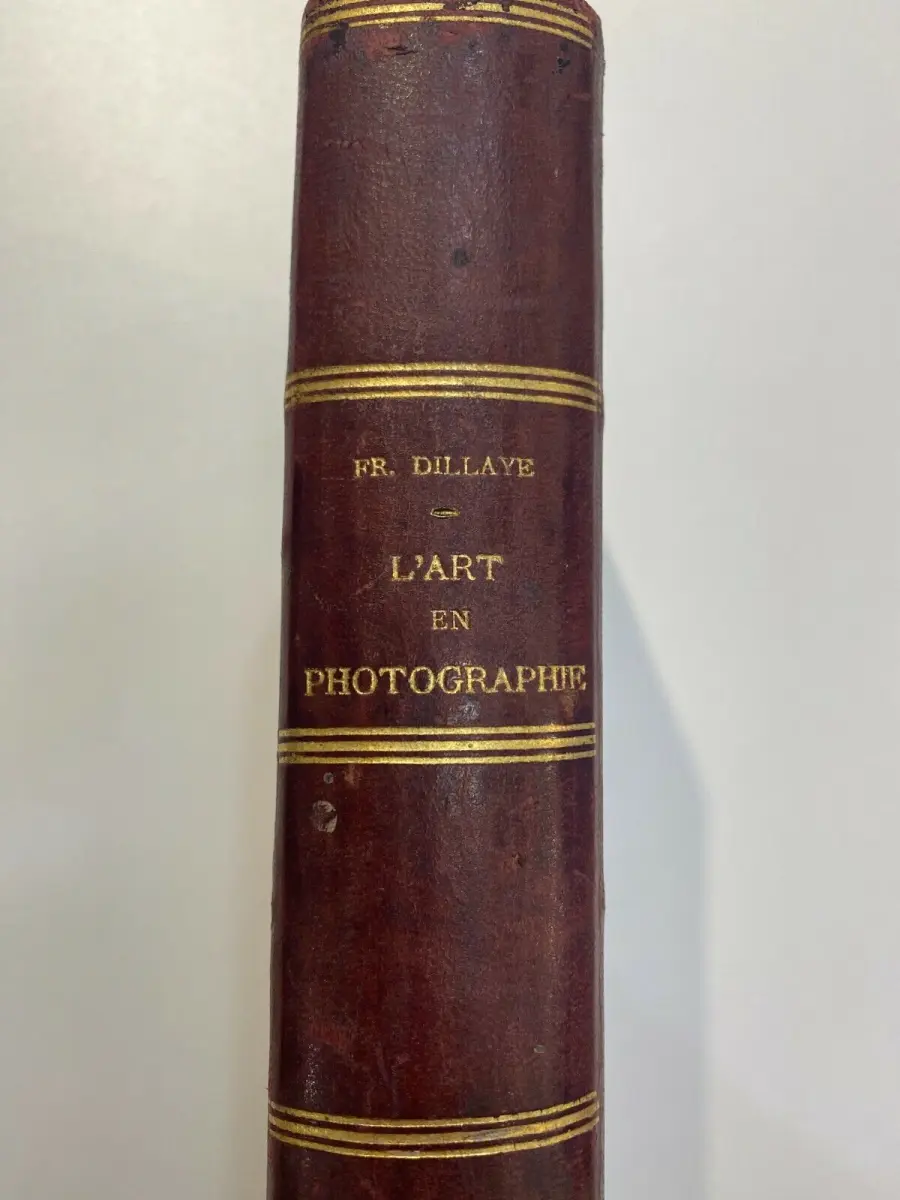 FR. DILLAYE
L'ART
EN
PHOTOGRAPHIE